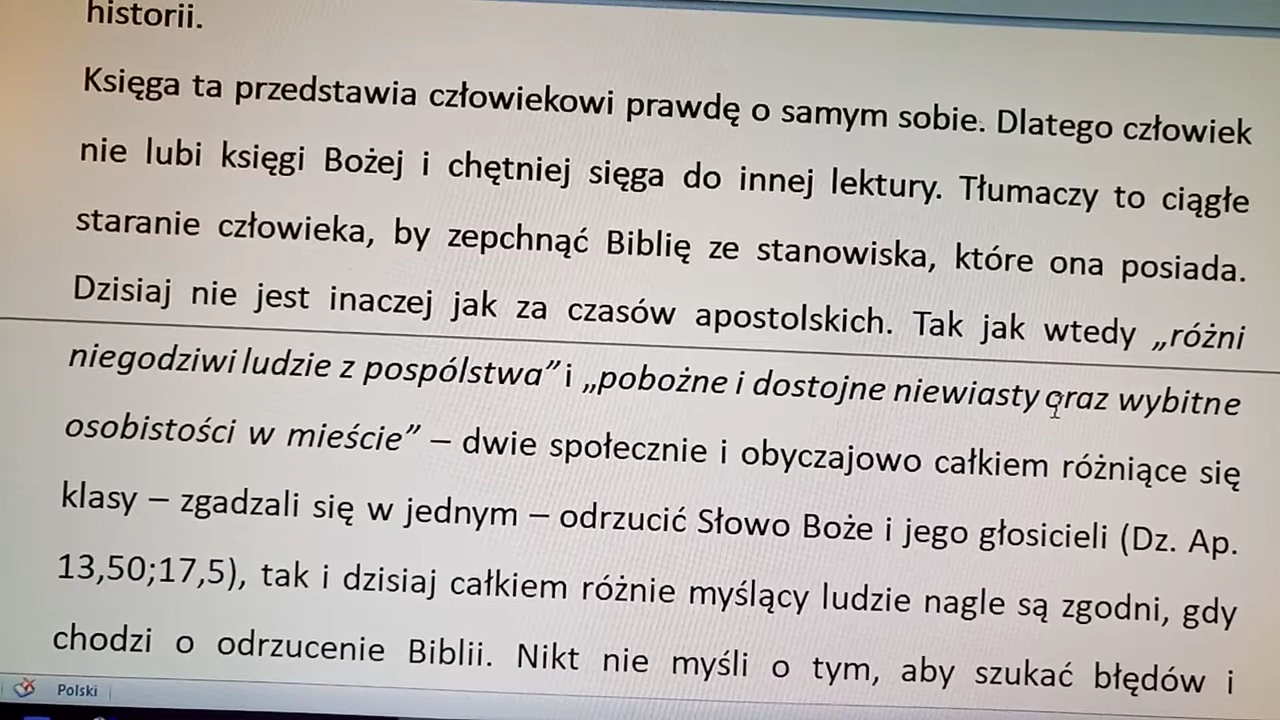 historii.
Księga ta przedstawia człowiekowi prawdę o samym sobie. Dlatego człowiek
nie lubi księgi Bożej i chętniej sięga do innej lektury. Tłumaczy to ciągłe
staranie człowieka, by zepchnąć Biblię ze stanowiska, które ona posiada.
Dzisiaj nie jest inaczej jak za czasów apostolskich. Tak jak wtedy „różni
niegodziwi ludzie z pospólstwa” i „pobożne i dostojne niewiasty oraz wybitne
osobistości w mieście” – dwie społecznie i obyczajowo całkiem różniące się
klasy – zgadzali się w jednym – odrzucić Słowo Boże i jego głosicieli (Dz. Ap.
13,50;17,5), tak i dzisiaj całkiem różnie myślący ludzie nagle są zgodni, gdy
chodzi o odrzucenie Biblii. Nikt nie myśli o tym, aby szukać błędów i
Polski